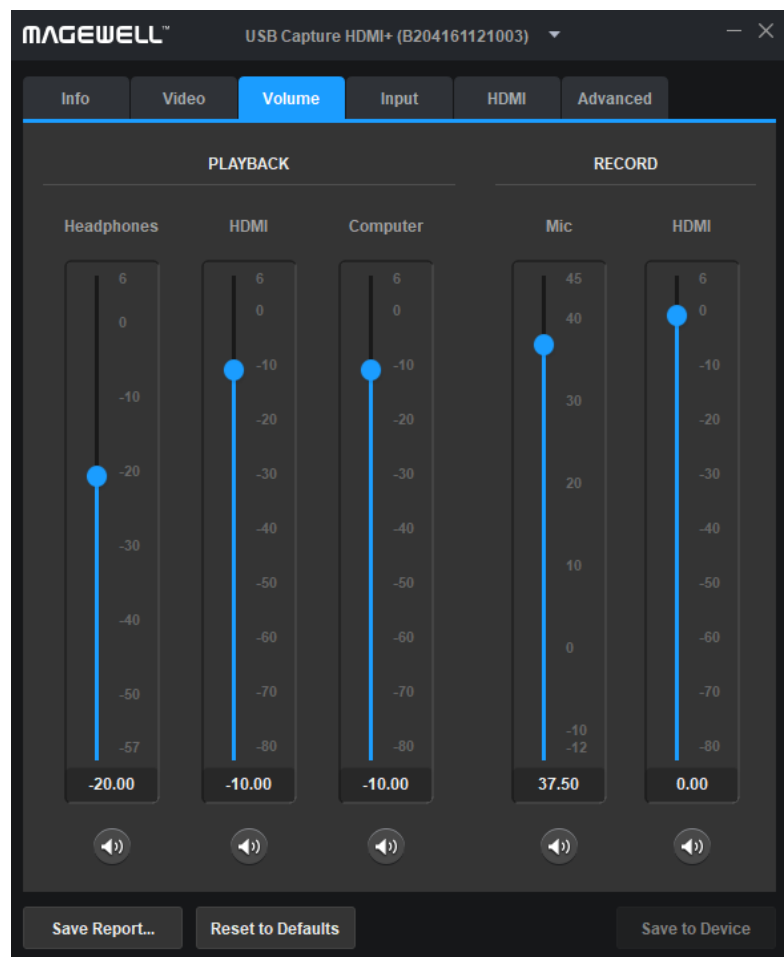 MAGEWELL™ USB Capture HDMI+ (B204161121003)
Info Video Volume Input HDMI Advanced
PLAYBACK RECORD
Headphones HDMI Computer Mic HDMI
6 6 6 45 6
0 0 0 40 0
-10 -10 -10 30 -10
-20 -20 -20 20 -20
-30 -30 -30 10 -30
-40 -40 -40 0 -40
-50 -50 -50 -10 -50
-57 -60 -60 -12 -60
-70 -70 -70
-80 -80 -80
-20.00 -10.00 -10.00 37.50 0.00
Save Report... Reset to Defaults Save to Device